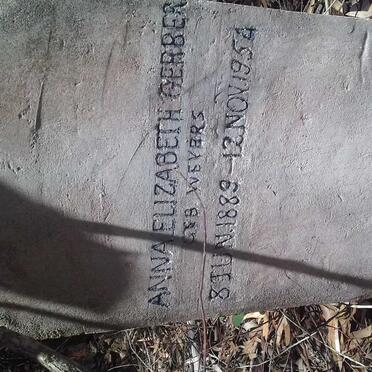 ANNA ELIZABETH GERBER
GEB WEYERS
8 JUN.1889 - 12.NOV.1954